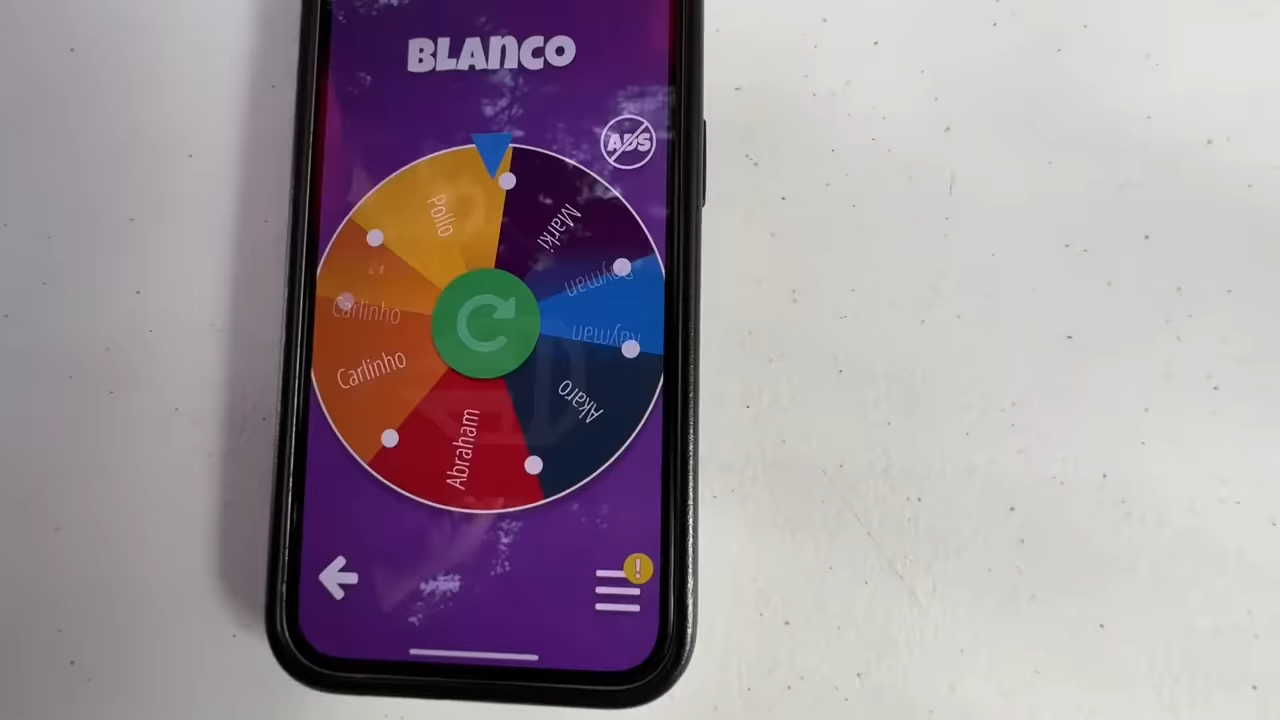 BLANCO
ADS
Pollo
Marki
Rayman
Rayman
Carlinho
Carlinho
Akaro
Abraham
!